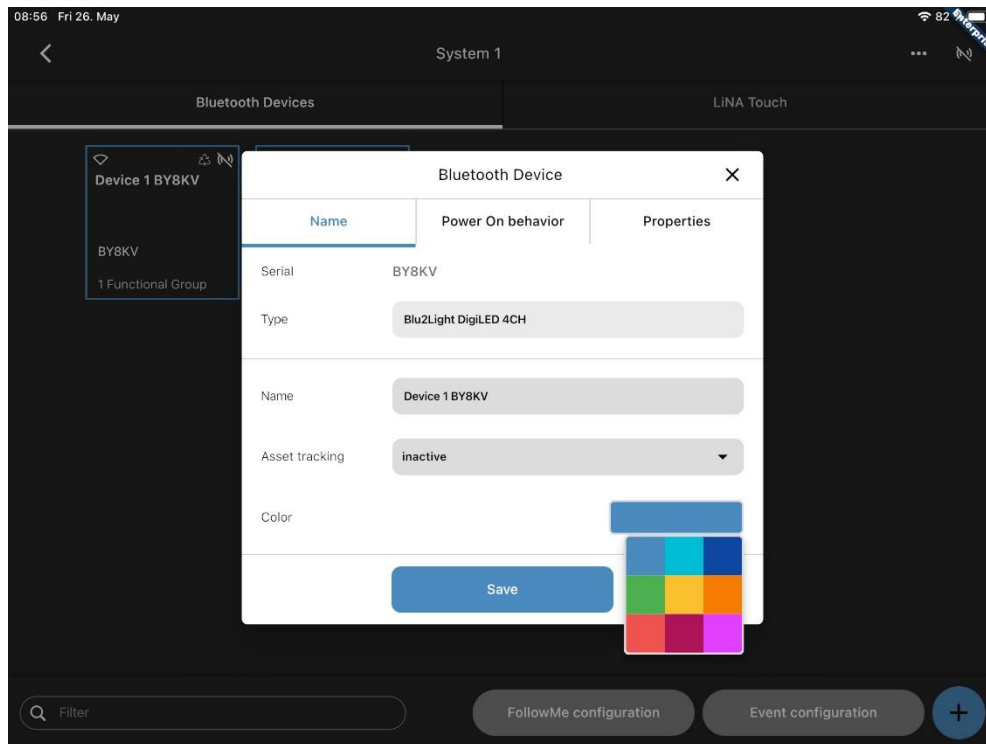 08:56 Fri 26. May
82
Enterpri
System 1
Bluetooth Devices
LiNA Touch
Device 1 BY8KV
BY8KV
1 Functional Group
Bluetooth Device
Name
Power On behavior
Properties
Serial
BY8KV
Type
Blu2Light DigiLED 4CH
Name
Device 1 BY8KV
Asset tracking
inactive
Color
Save
Filter
FollowMe configuration
Event configuration